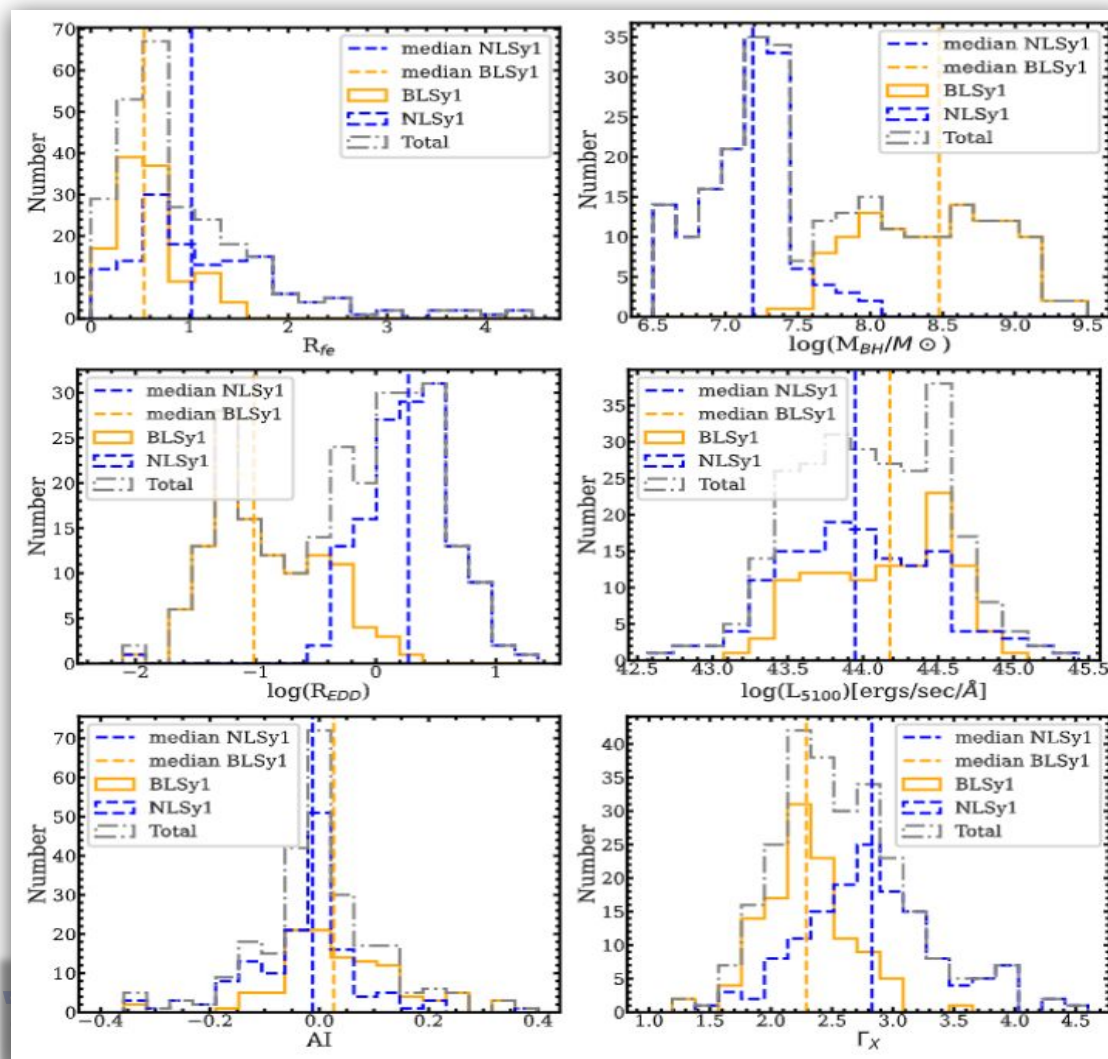 70
60
50
40
30
20
10
0
Number
median NLSy1
median BLSy1
BLSy1
NLSy1
Total
0 1 2 3 4
R_fe
35
30
25
20
15
10
5
0
Number
median NLSy1
median BLSy1
BLSy1
NLSy1
Total
6.5 7.0 7.5 8.0 8.5 9.0 9.5
log(M_BH/M⊙)
30
25
20
15
10
5
0
Number
median NLSy1
median BLSy1
BLSy1
NLSy1
Total
−2 −1 0 1
log(R_EDD)
35
30
25
20
15
10
5
0
Number
median NLSy1
median BLSy1
BLSy1
NLSy1
Total
42.5 43.0 43.5 44.0 44.5 45.0 45.5
log(L_5100)[ergs/sec/Å]
70
60
50
40
30
20
10
0
Number
median NLSy1
median BLSy1
BLSy1
NLSy1
Total
−0.4 −0.2 0.0 0.2 0.4
AI
40
35
30
25
20
15
10
5
0
Number
median NLSy1
median BLSy1
BLSy1
NLSy1
Total
1.0 1.5 2.0 2.5 3.0 3.5 4.0 4.5
Γ_X